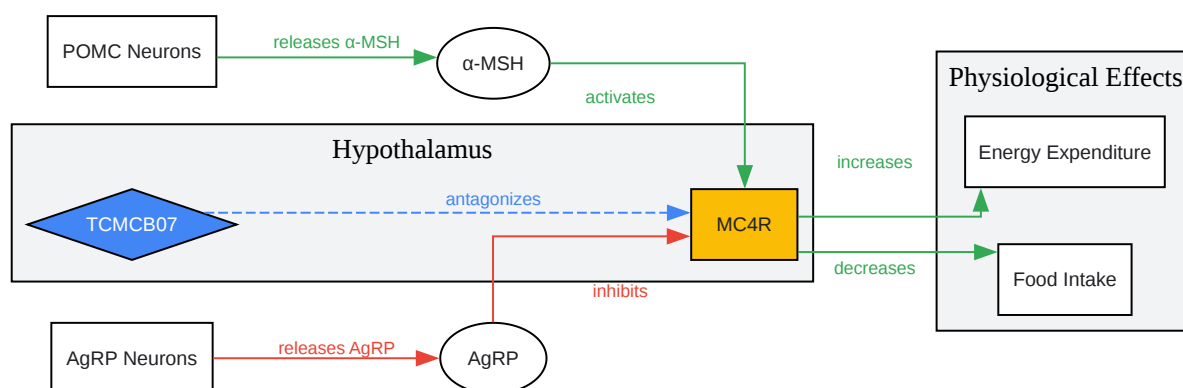 POMC Neurons
releases α-MSH
α-MSH
activates
Physiological Effects
Energy Expenditure
Hypothalamus
increases
TCMCB07
antagonizes
MC4R
decreases
Food Intake
inhibits
AgRP Neurons
releases AgRP
AgRP